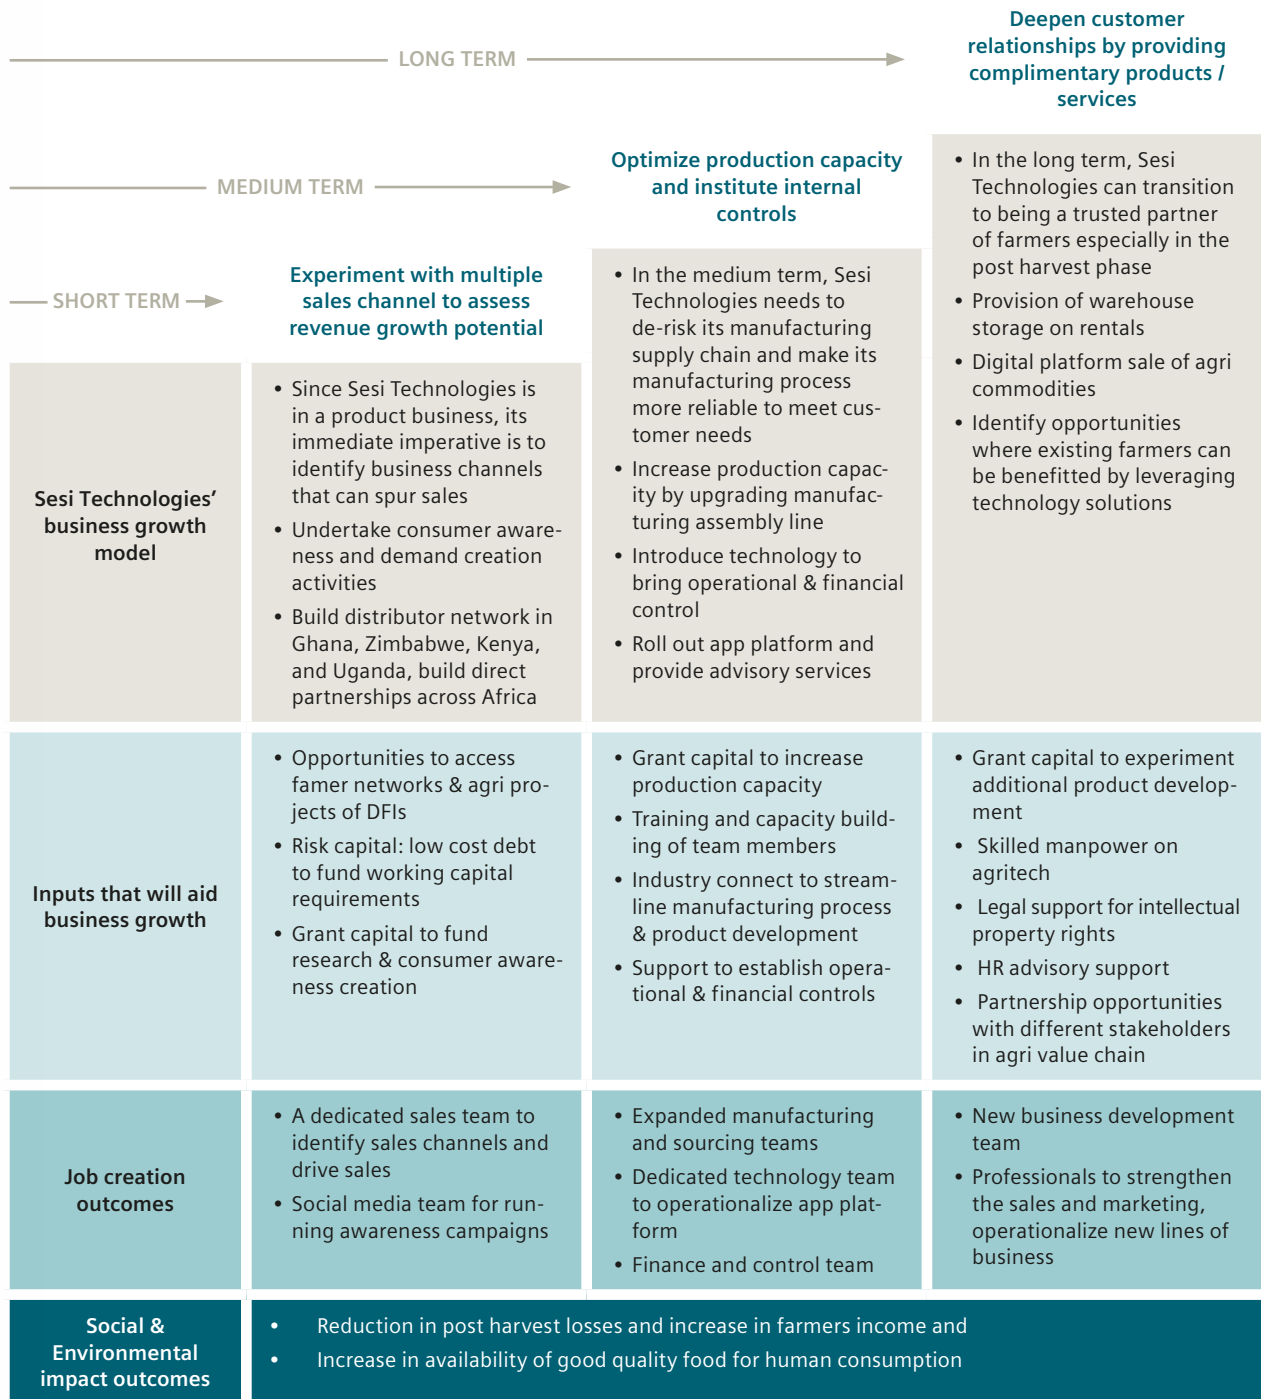 Deepen customer
relationships by providing
complimentary products /
services
LONG TERM
Optimize production capacity
and institute internal
controls
MEDIUM TERM
Experiment with multiple
sales channel to assess
revenue growth potential
SHORT TERM
Sesi Technologies’
business growth
model
• Since Sesi Technologies is
in a product business, its
immediate imperative is to
identify business channels
that can spur sales
• Undertake consumer aware-
ness and demand creation
activities
• Build distributor network in
Ghana, Zimbabwe, Kenya,
and Uganda, build direct
partnerships across Africa
• In the medium term, Sesi
Technologies needs to
de-risk its manufacturing
supply chain and make its
manufacturing process
more reliable to meet cus-
tomer needs
• Increase production capac-
ity by upgrading manufac-
turing assembly line
• Introduce technology to
bring operational & financial
control
• Roll out app platform and
provide advisory services
• In the long term, Sesi
Technologies can transition
to being a trusted partner
of farmers especially in the
post harvest phase
• Provision of warehouse
storage on rentals
• Digital platform sale of agri
commodities
• Identify opportunities
where existing farmers can
be benefitted by leveraging
technology solutions
Inputs that will aid
business growth
• Opportunities to access
famer networks & agri pro-
jects of DFIs
• Risk capital: low cost debt
to fund working capital
requirements
• Grant capital to fund
research & consumer aware-
ness creation
• Grant capital to increase
production capacity
• Training and capacity build-
ing of team members
• Industry connect to stream-
line manufacturing process
& product development
• Support to establish opera-
tional & financial controls
• Grant capital to experiment
additional product develop-
ment
• Skilled manpower on
agritech
• Legal support for intellectual
property rights
• HR advisory support
• Partnership opportunities
with different stakeholders
in agri value chain
Job creation
outcomes
• A dedicated sales team to
identify sales channels and
drive sales
• Social media team for run-
ning awareness campaigns
• Expanded manufacturing
and sourcing teams
• Dedicated technology team
to operationalize app plat-
form
• Finance and control team
• New business development
team
• Professionals to strengthen
the sales and marketing,
operationalize new lines of
business
Social &
Environmental
impact outcomes
• Reduction in post harvest losses and increase in farmers income and
• Increase in availability of good quality food for human consumption